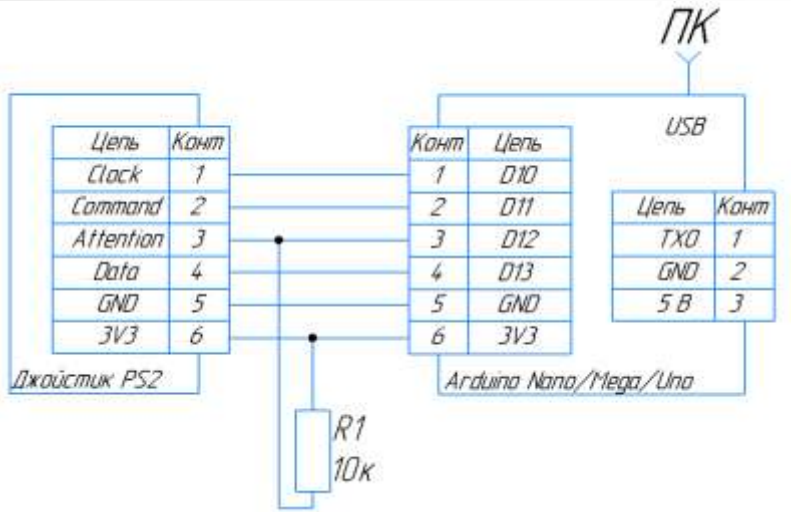 ПК
USB
Цепь Конт
Clock 1
Command 2
Attention 3
Data 4
GND 5
3V3 6
Джойстик PS2
Конт Цепь
1 D10
2 D11
3 D12
4 D13
5 GND
6 3V3
Цепь Конт
TX0 1
GND 2
5 В 3
Arduino Nano/Mega/Uno
R1
10к